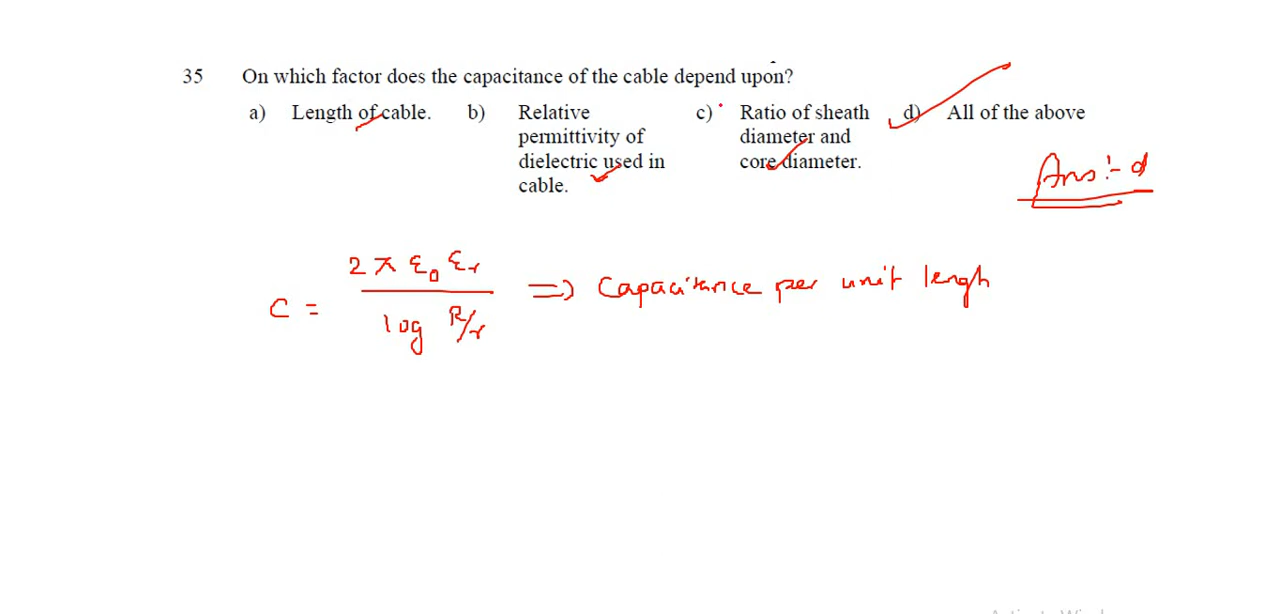 35 On which factor does the capacitance of the cable depend upon?
a) Length of cable. b) Relative permittivity of dielectric used in cable. c) Ratio of sheath diameter and core diameter. d) All of the above
Ans:- d
C = 2 π ε0 εr / log R/r => Capacitance per unit lengh